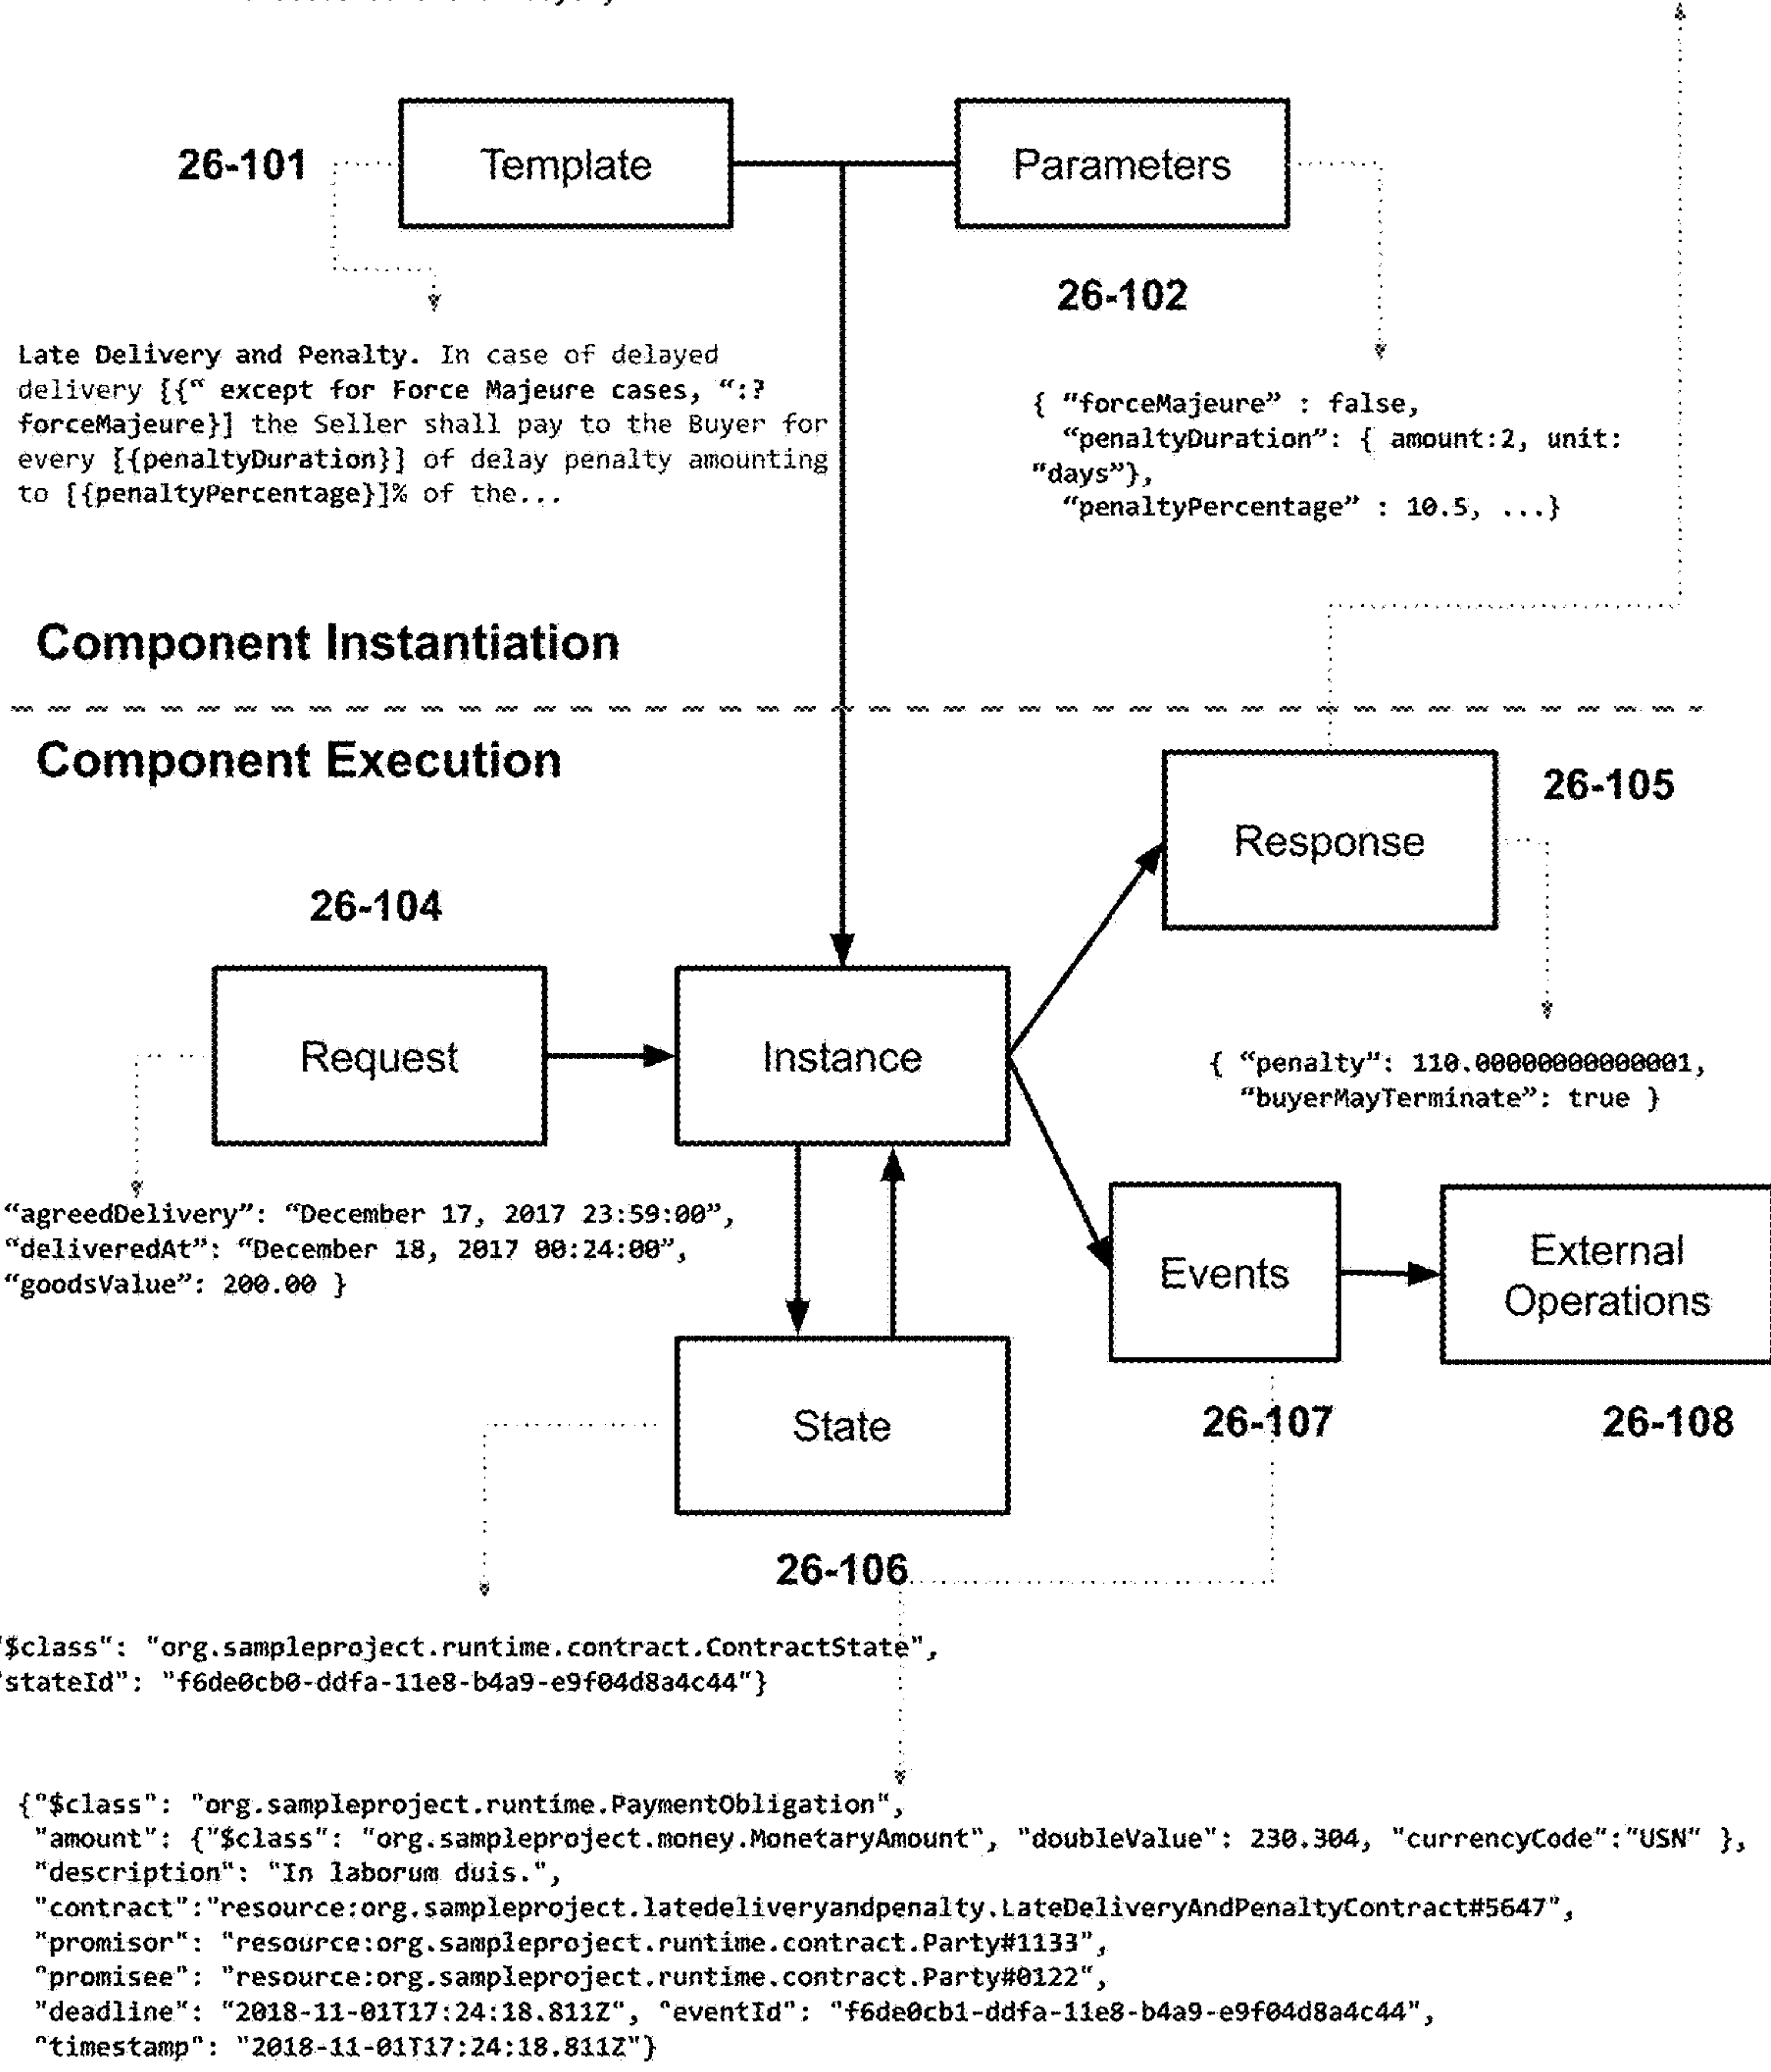 26-101
Template
Parameters
26-102
Late Delivery and Penalty. In case of delayed
delivery [{“ except for Force Majeure cases, “:?
forceMajeure}] the Seller shall pay to the Buyer for
every [{penaltyDuration}] of delay penalty amounting
to [{penaltyPercentage}]% of the...
{ “forceMajeure” : false,
“penaltyDuration”: { amount:2, unit:
“days”},
“penaltyPercentage” : 10.5, ...}
Component Instantiation
Component Execution
26-105
Response
26-104
Request
Instance
{ “penalty”: 110.00000000000001,
“buyerMayTerminate”: true }
“agreedDelivery”: “December 17, 2017 23:59:00”,
“deliveredAt”: “December 18, 2017 00:24:00”,
“goodsValue”: 200.00 }
Events
External
Operations
State
26-107
26-108
26-106
"$class": "org.sampleproject.runtime.contract.ContractState",
"stateId": "f6de0cb0-ddfa-11e8-b4a9-e9f04d8a4c44"}
{"$class": "org.sampleproject.runtime.PaymentObligation",
"amount": {"$class": "org.sampleproject.money.MonetaryAmount", "doubleValue": 230.304, "currencyCode":"USN" },
"description": "In laborum duis.",
"contract":"resource:org.sampleproject.latedeliveryandpenalty.LateDeliveryAndPenaltyContract#5647",
"promisor": "resource:org.sampleproject.runtime.contract.Party#1133",
"promisee": "resource:org.sampleproject.runtime.contract.Party#0122",
"deadline": "2018-11-01T17:24:18.811Z", "eventId": "f6de0cb1-ddfa-11e8-b4a9-e9f04d8a4c44",
"timestamp": "2018-11-01T17:24:18.811Z"}